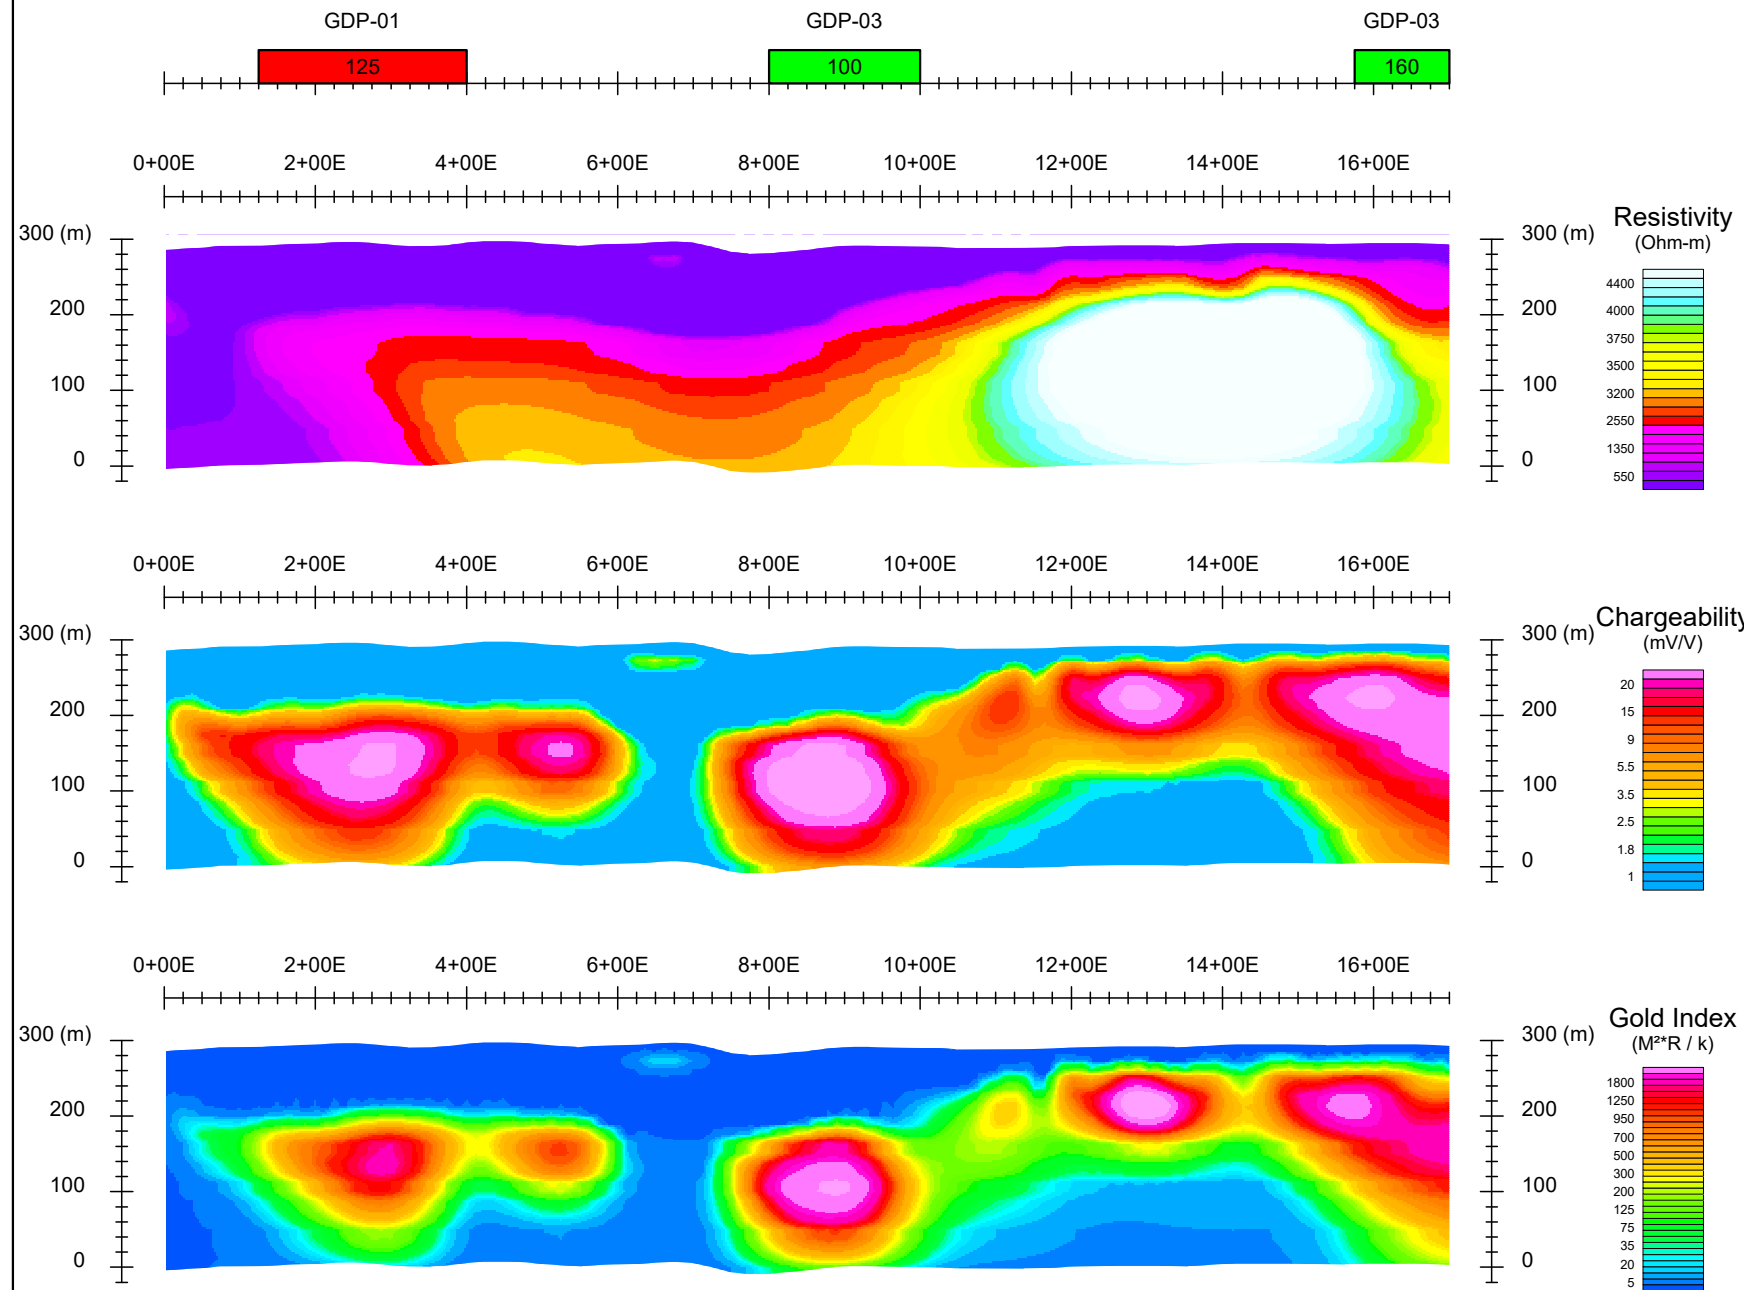 GDP-01 GDP-03 GDP-03
125 100 160
0+00E 2+00E 4+00E 6+00E 8+00E 10+00E 12+00E 14+00E 16+00E
Resistivity
(Ohm-m)
300 (m) 300 (m)
200 200
100 100
0 0
4400
4000
3750
3500
3200
2550
1350
550
0+00E 2+00E 4+00E 6+00E 8+00E 10+00E 12+00E 14+00E 16+00E
Chargeability
(mV/V)
300 (m) 300 (m)
200 200
100 100
0 0
20
15
9
5.5
3.5
2.5
1.8
1
0+00E 2+00E 4+00E 6+00E 8+00E 10+00E 12+00E 14+00E 16+00E
Gold Index
(M²*R / k)
300 (m) 300 (m)
200 200
100 100
0 0
1800
1250
950
700
500
300
200
125
75
35
20
5